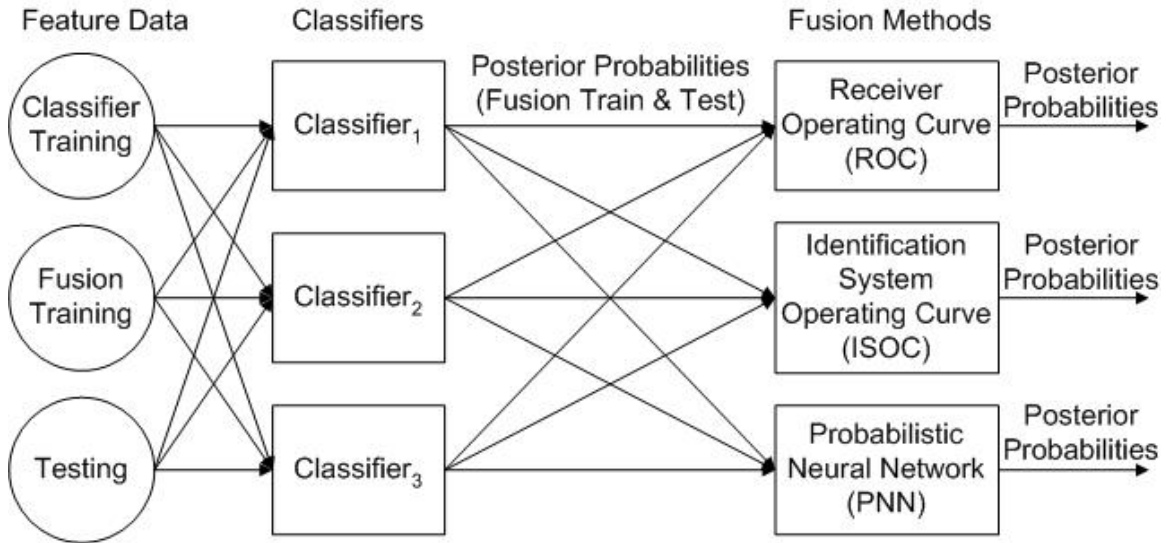 Feature Data
Classifiers
Fusion Methods
Classifier
Training
Fusion
Training
Testing
Classifier₁
Classifier₂
Classifier₃
Posterior Probabilities
(Fusion Train & Test)
Receiver
Operating Curve
(ROC)
Identification
System
Operating Curve
(ISOC)
Probabilistic
Neural Network
(PNN)
Posterior
Probabilities
Posterior
Probabilities
Posterior
Probabilities